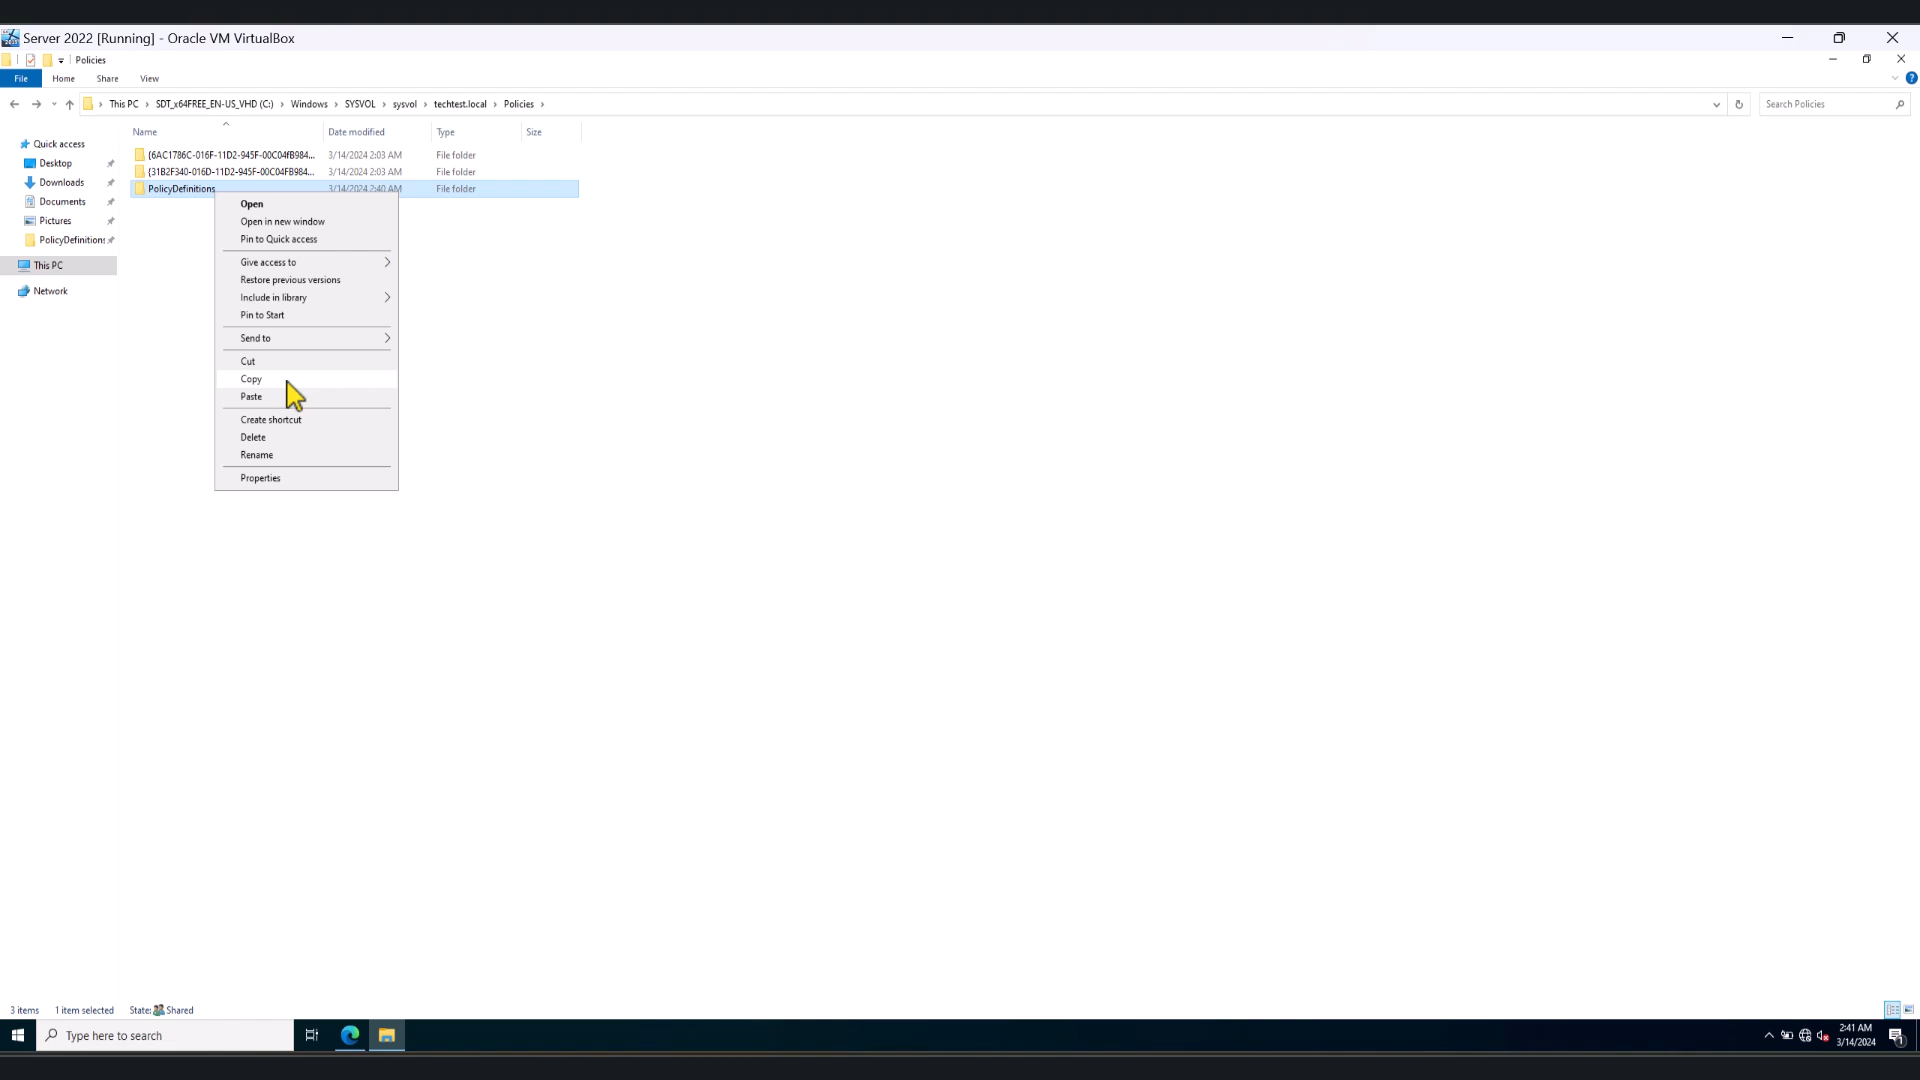 Server 2022 [Running] - Oracle VM VirtualBox
Policies
File Home Share View
This PC › SDT_x64FREE_EN-US_VHD (C:) › Windows › SYSVOL › sysvol › techtest.local › Policies ›
Search Policies
Name Date modified Type Size
{6AC1786C-016F-11D2-945F-00C04fB984... 3/14/2024 2:03 AM File folder
{31B2F340-016D-11D2-945F-00C04FB984... 3/14/2024 2:03 AM File folder
PolicyDefinitions 3/14/2024 2:40 AM File folder
Quick access
Desktop
Downloads
Documents
Pictures
PolicyDefinitions
This PC
Network
Open
Open in new window
Pin to Quick access
Give access to
Restore previous versions
Include in library
Pin to Start
Send to
Cut
Copy
Paste
Create shortcut
Delete
Rename
Properties
3 items 1 item selected State: Shared
Type here to search
2:41 AM
3/14/2024
1